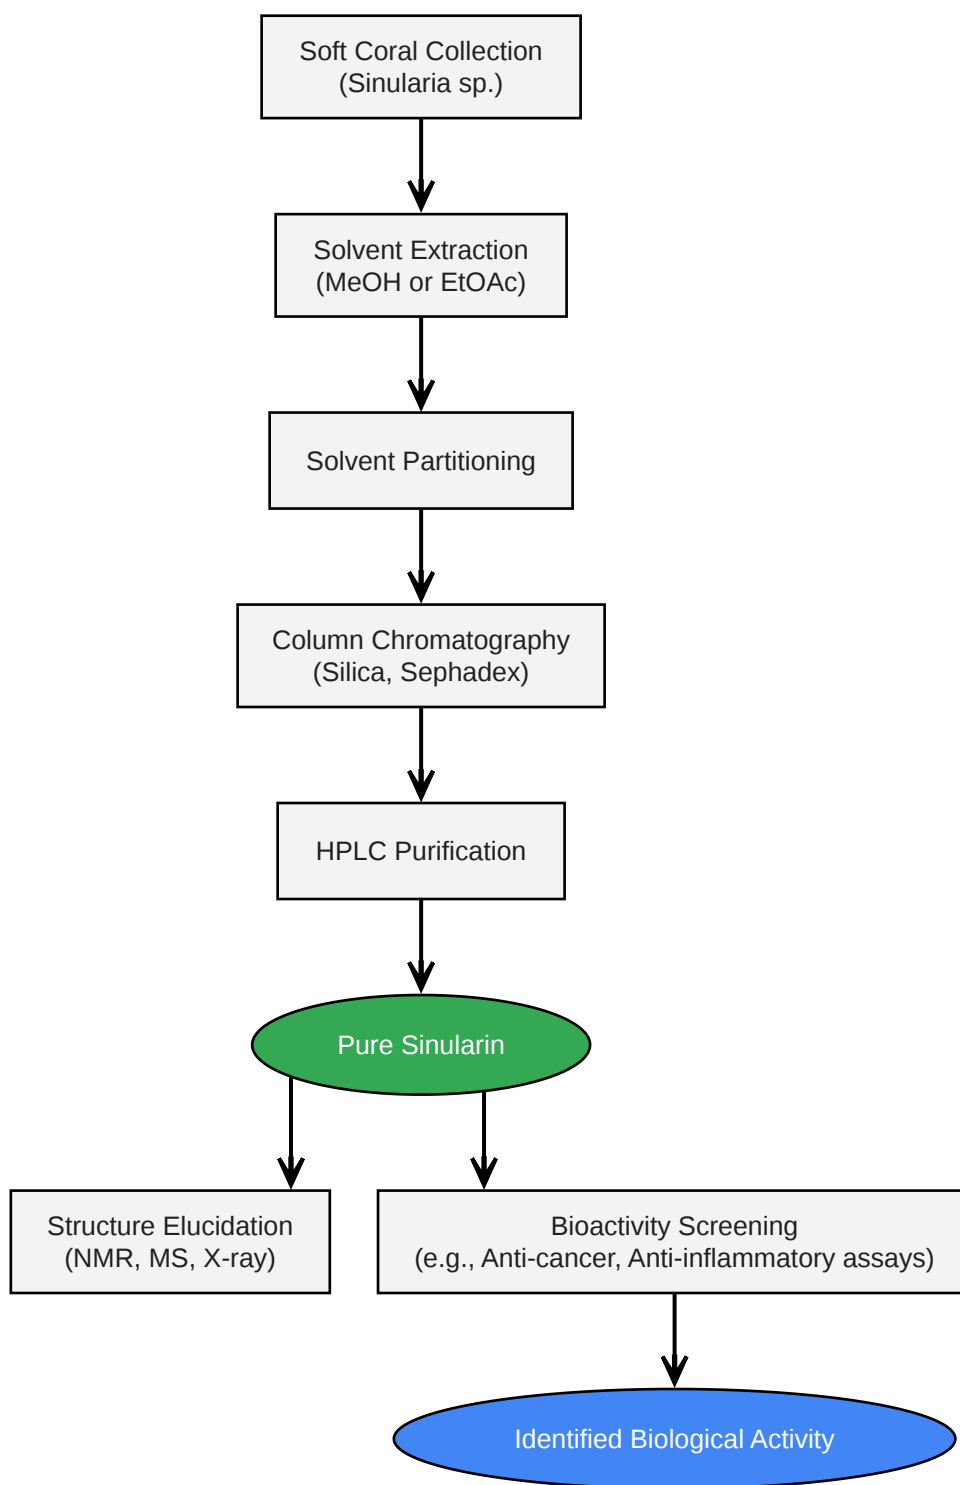 Soft Coral Collection
(Sinularia sp.)
Solvent Extraction
(MeOH or EtOAc)
Solvent Partitioning
Column Chromatography
(Silica, Sephadex)
HPLC Purification
Pure Sinularin
Structure Elucidation
(NMR, MS, X-ray)
Bioactivity Screening
(e.g., Anti-cancer, Anti-inflammatory assays)
Identified Biological Activity